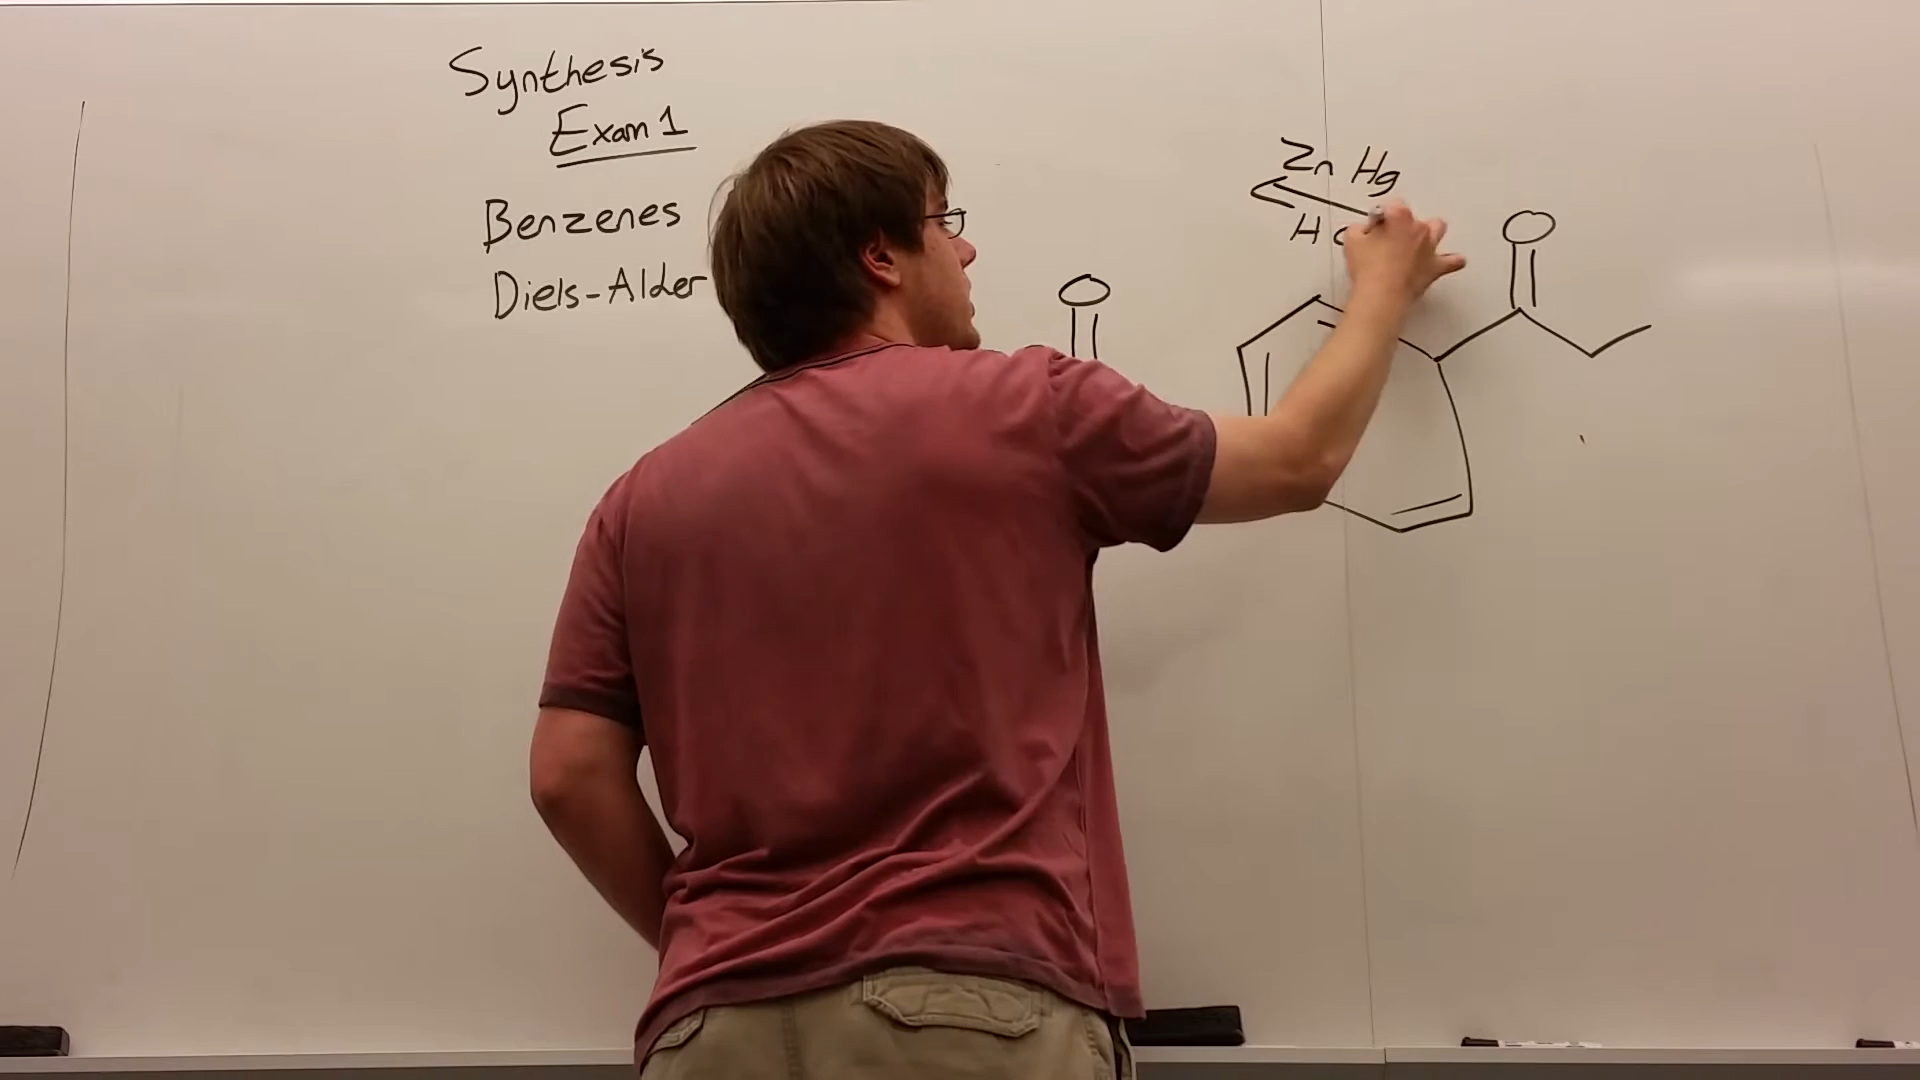 Synthesis
Exam 1
Benzenes
Diels-Alder
Zn Hg
H
O
O